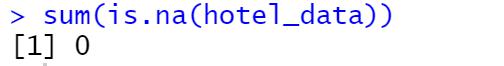 > sum(is.na(hotel_data))
[1] 0